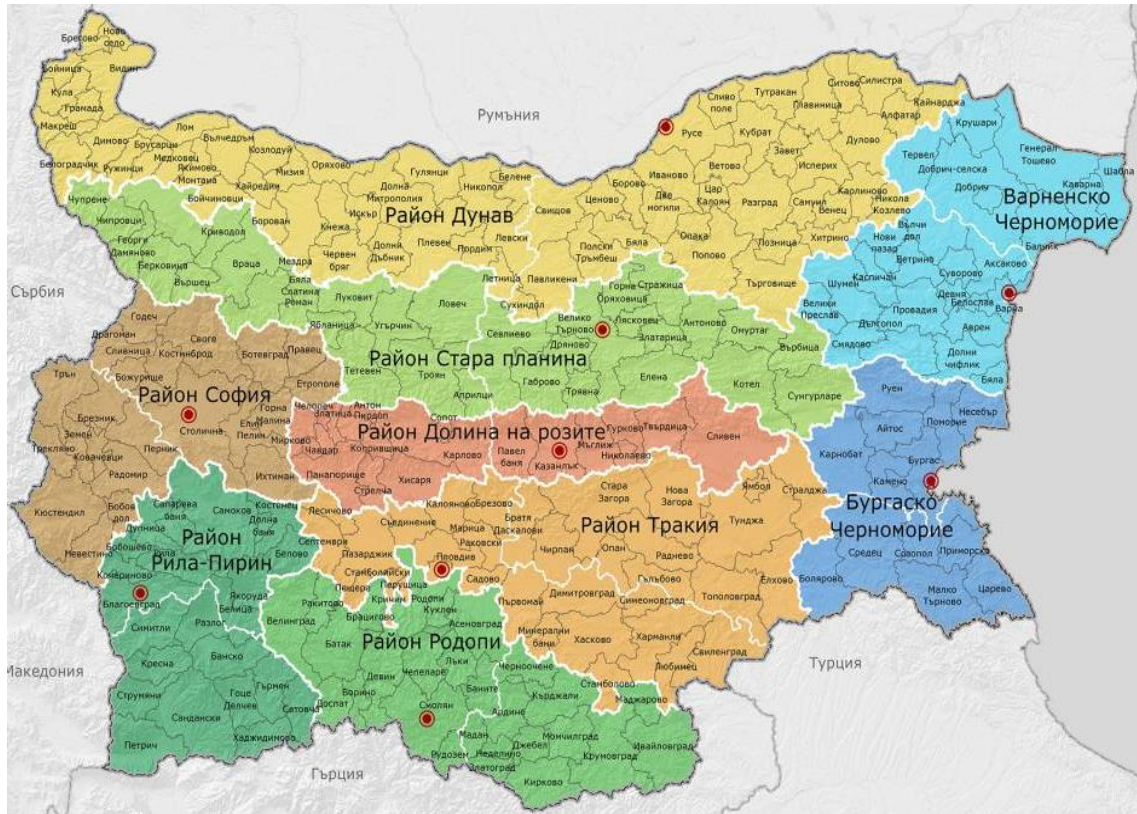 Брегово
Ново
село
Бойница
Видин
Кула
Грамада
Макреш
Димово
Лом
Брусарци
Вълчедръм
Козлодуй
Медковец
Белоградчик
Ружинци
Якимово
Монтана
Хайредин
Мизия
Оряхово
Бойчиновци
Румъния
Гулянци
Белене
Долна
Митрополия
Никопол
Искър
Район Дунав
Борован
Кнежа
Плевен
Левски
Долни
Дъбник
Пордим
Червен
бряг
Свищов
Ценово
Борово
Иваново
Две
могили
Полски
Тръмбеш
Бяла
Павликени
Летница
Сухиндол
Русе
Сливо
поле
Тутракан
Ситово
Силистра
Главиница
Кайнарджа
Алфатар
Кубрат
Дулово
Завет
Ветово
Исперих
Цар
Калоян
Разград
Самуил
Карлиново
Венец
Никола
Козлево
Опака
Лозница
Хитрино
Попово
Търговище
Крушари
Генерал
Тошево
Тервел
Добрич-селска
Добрич
Каварна
Шабла
Варненско
Черноморие
Балчик
Вълчи
дол
Нови
пазар
Ветрино
Аксаково
Суворово
Каспичан
Шумен
Девня
Белослав
Варна
Велики
Преслав
Провадия
Дългопол
Аврен
Смядово
Долни
чифлик
Бяла
Чупрене
Чипровци
Георги
Дамяново
Криводол
Берковица
Враца
Вършец
Мездра
Бяла
Слатина
Роман
Луковит
Ловеч
Ябланица
Угърчин
Севлиево
Велико
Търново
Горна
Оряховица
Стражица
Лясковец
Антоново
Омуртаг
Дряново
Златарица
Върбица
Район Стара планина
Тетевен
Троян
Априлци
Габрово
Трявна
Елена
Котел
Сунгурларе
Сърбия
Годеч
Драгоман
Своге
Сливница
Костинброд
Ботевград
Правец
Божурище
Етрополе
Трън
Район София
Горна
Малина
Столична
Елин
Пелин
Брезник
Земен
Трекляно
Перник
Ковачевци
Радомир
Ихтиман
Кюстендил
Бобов
дол
Невестино
Челопеч
Златица
Антон
Пирдоп
Сопот
Район Долина на розите
Мирково
Чавдар
Копривщица
Карлово
Панагюрище
Хисаря
Стрелча
Павел
баня
Казанлък
Мъглиж
Гурково
Николаево
Твърдица
Сливен
Руен
Несебър
Поморие
Айтос
Карнобат
Бургас
Камено
Бургаско
Черноморие
Средец
Созопол
Приморско
Болярово
Малко
Търново
Царево
Сапарева
баня
Самоков
Костенец
Долна
баня
Дупница
Бобошево
Рила
Район
Рила-Пирин
Белово
Кочериново
Благоевград
Якоруда
Белица
Симитли
Разлог
Банско
Кресна
Струмяни
Гоце
Делчев
Гърмен
Сатовча
Сандански
Хаджидимово
Петрич
Македония
Лесичово
Калояново
Брезово
Съединение
Септември
Марица
Раковски
Братя
Даскалови
Пазарджик
Пловдив
Стамболийски
Пещера
Садово
Първомай
Стара
Загора
Нова
Загора
Ямбол
Стралджа
Район Тракия
Тунджа
Чирпан
Опан
Раднево
Гълъбово
Елхово
Димитровград
Симеоновград
Тополовград
Минерални
бани
Хасково
Харманли
Свиленград
Любимец
Стамболово
Маджарово
Перущица
Кричим
Родопи
Куклен
Ракитово
Брацигово
Асеновград
Велинград
Батак
Район Родопи
Лъки
Черноочене
Девин
Чепеларе
Баните
Кърджали
Борино
Доспат
Смолян
Ардино
Мадан
Момчилград
Рудозем
Неделино
Джебел
Крумовград
Ивайловград
Златоград
Кирково
Гърция
Турция